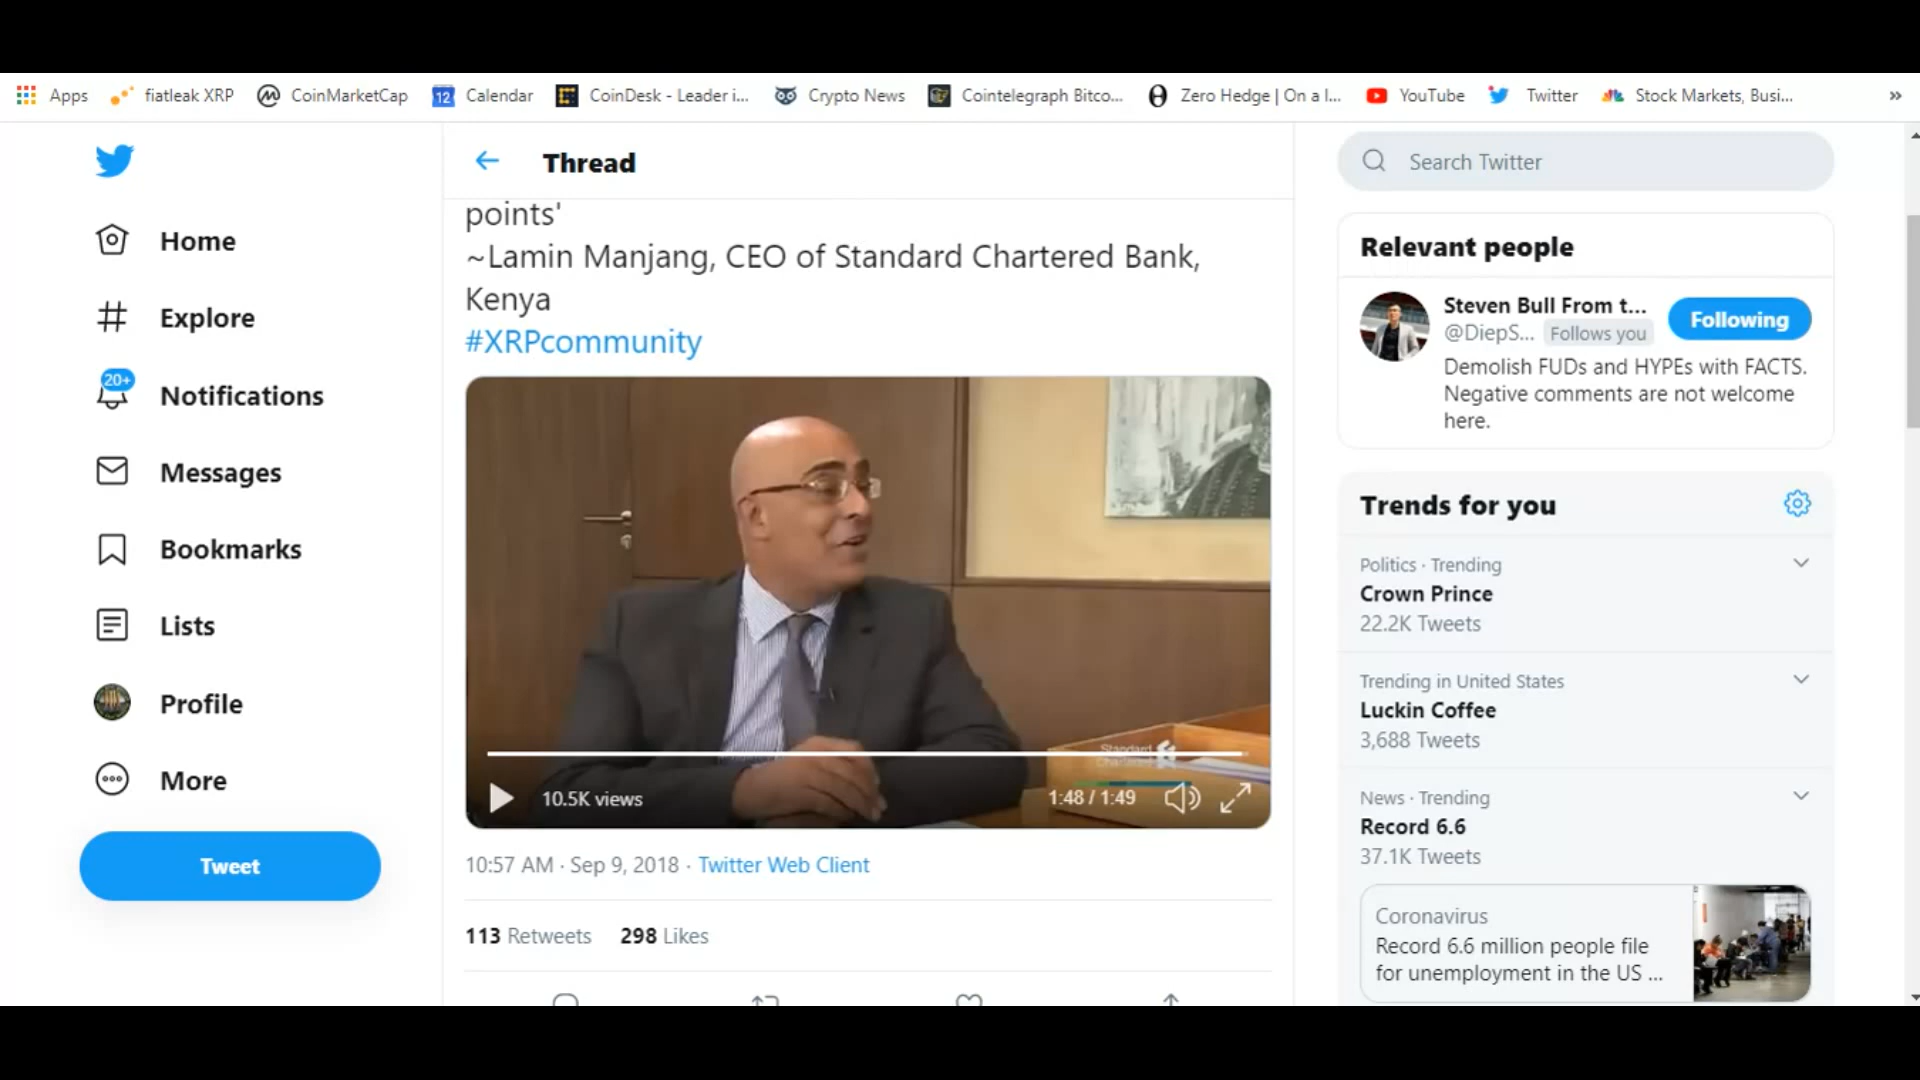 Apps
fiatleak XRP
CoinMarketCap
12
Calendar
CoinDesk - Leader i...
Crypto News
Cointelegraph Bitco...
Zero Hedge | On a l...
YouTube
Twitter
Stock Markets, Busi...
»
Home
Explore
20+
Notifications
Messages
Bookmarks
Lists
Profile
More
Tweet
Thread
points'
~Lamin Manjang, CEO of Standard Chartered Bank,
Kenya
#XRPcommunity
Standard
Chartered
10.5K views
1:48 / 1:49
10:57 AM · Sep 9, 2018 · Twitter Web Client
113 Retweets 298 Likes
Search Twitter
Relevant people
Steven Bull From t...
@DiepS... Follows you
Following
Demolish FUDs and HYPEs with FACTS.
Negative comments are not welcome
here.
Trends for you
Politics · Trending
Crown Prince
22.2K Tweets
Trending in United States
Luckin Coffee
3,688 Tweets
News · Trending
Record 6.6
37.1K Tweets
Coronavirus
Record 6.6 million people file
for unemployment in the US ...